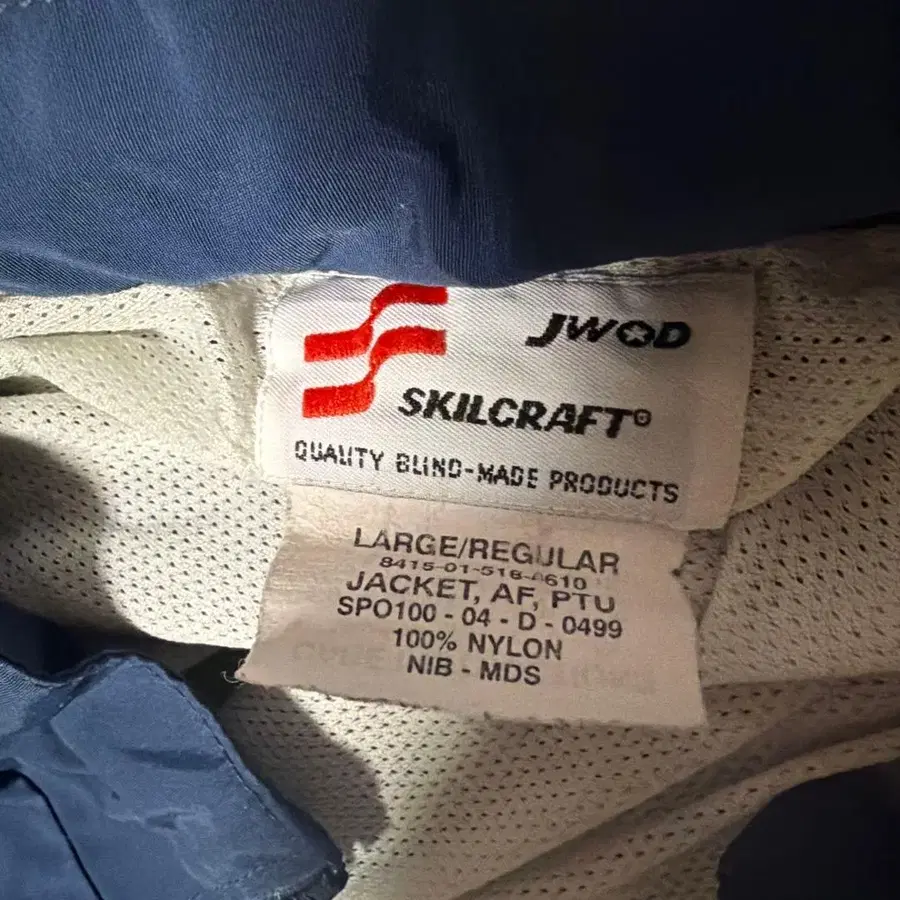 JWOD
SKILCRAFT®
QUALITY BLIND-MADE PRODUCTS
LARGE/REGULAR
JACKET, AF, PTU
SPO100 - 04 - D - 0499
100% NYLON
NIB - MDS